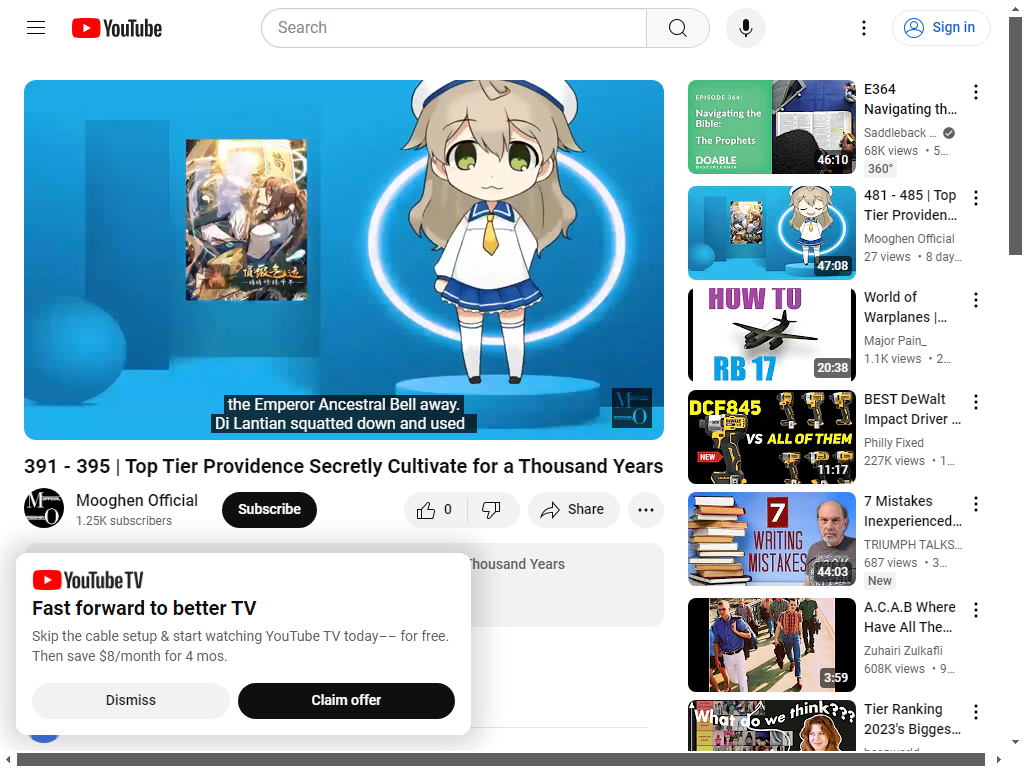 YouTube
Search
Sign in
the Emperor Ancestral Bell away.
Di Lantian squatted down and used
391 - 395 | Top Tier Providence Secretly Cultivate for a Thousand Years
Mooghen Official
1.25K subscribers
Subscribe
0
Share
Thousand Years
YouTube TV
Fast forward to better TV
Skip the cable setup & start watching YouTube TV today–– for free.
Then save $8/month for 4 mos.
Dismiss
Claim offer
EPISODE 364:
Navigating the
Bible:
The Prophets
DOABLE
DISCIPLESHIP
46:10
E364
Navigating th...
Saddleback ...
68K views • 5...
360°
47:08
481 - 485 | Top
Tier Providen...
Mooghen Official
27 views • 8 day...
HOW TO
RB 17
20:38
World of
Warplanes |...
Major Pain_
1.1K views • 2...
DCF845
VS ALL OF THEM
NEW
11:17
BEST DeWalt
Impact Driver ...
Philly Fixed
227K views • 1...
7
WRITING
MISTAKES
44:03
7 Mistakes
Inexperienced...
TRIUMPH TALKS...
687 views • 3...
New
3:59
A.C.A.B Where
Have All The...
Zuhairi Zulkafli
608K views • 9...
What do we think???
Tier Ranking
2023's Bigges...